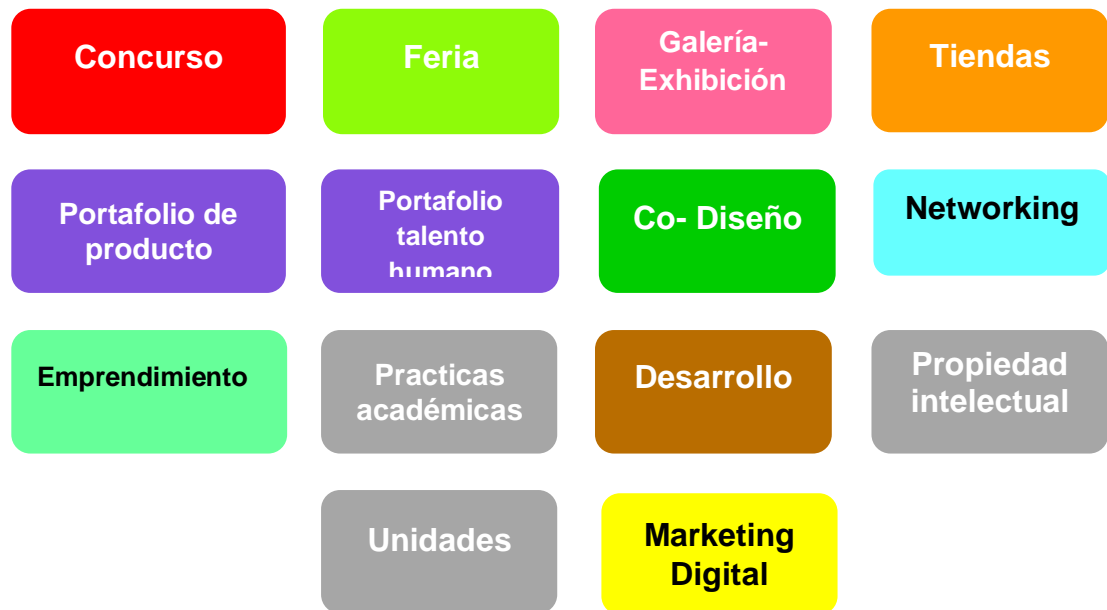 Concurso
Feria
Galería-
Exhibición
Tiendas
Portafolio de
producto
Portafolio
talento
humano
Co- Diseño
Networking
Emprendimiento
Practicas
académicas
Desarrollo
Propiedad
intelectual
Unidades
Marketing
Digital